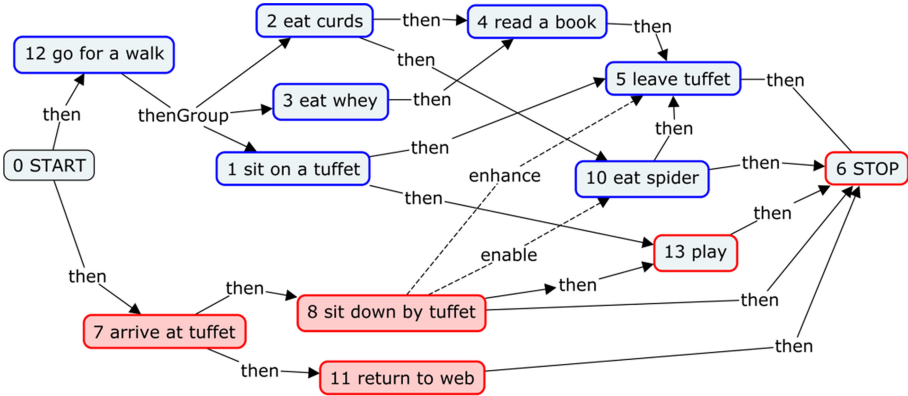 2 eat curds
then
4 read a book
12 go for a walk
then
then
5 leave tuffet
then
thenGroup
3 eat whey
then
then
then
0 START
1 sit on a tuffet
then
enhance
10 eat spider
then
6 STOP
then
then
enable
13 play
then
then
then
then
7 arrive at tuffet
8 sit down by tuffet
then
then
then
11 return to web